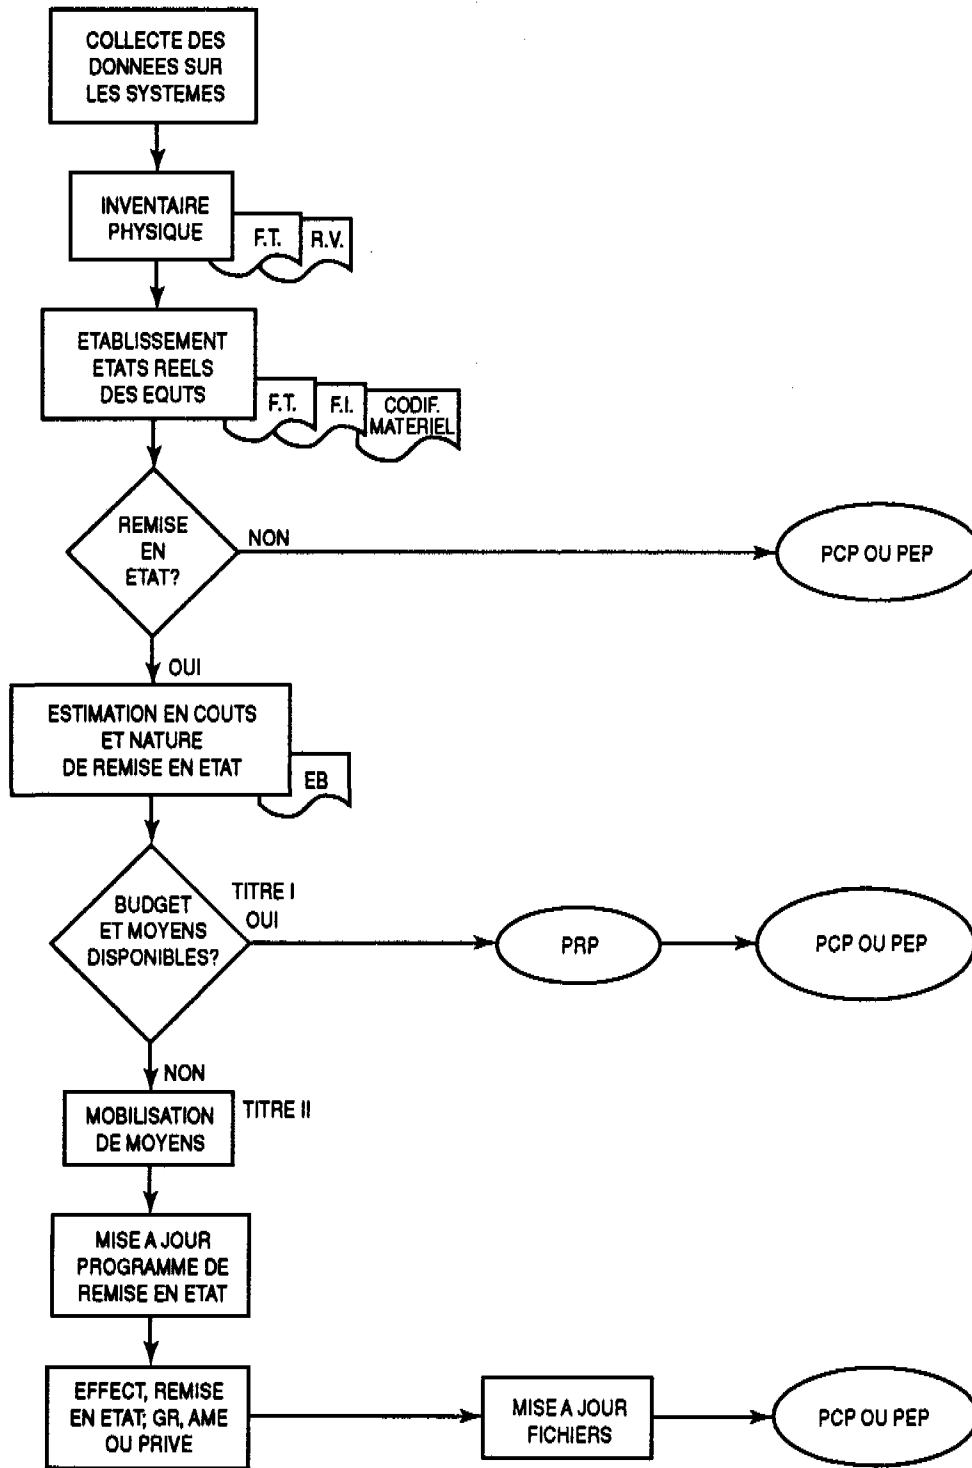 COLLECTE DES
DONNEES SUR
LES SYSTEMES
INVENTAIRE
PHYSIQUE
F.T.
R.V.
ETABLISSEMENT
ETATS REELS
DES EQUTS
F.T.
F.I.
CODIF.
MATERIEL
REMISE
EN
ETAT?
NON
PCP OU PEP
OUI
ESTIMATION EN COUTS
ET NATURE
DE REMISE EN ETAT
EB
BUDGET
ET MOYENS
DISPONIBLES?
TITRE I
OUI
PRP
PCP OU PEP
NON
MOBILISATION
DE MOYENS
TITRE II
MISE A JOUR
PROGRAMME DE
REMISE EN ETAT
EFFECT, REMISE
EN ETAT; GR, AME
OU PRIVE
MISE A JOUR
FICHIERS
PCP OU PEP